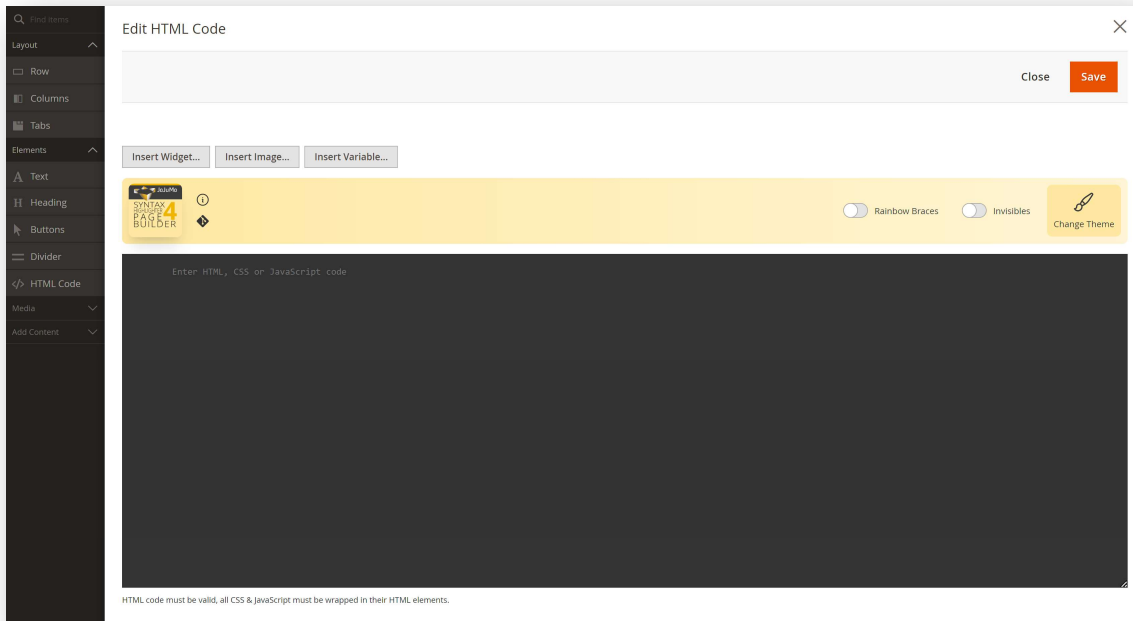 Find items
Layout
Row
Columns
Tabs
Elements
Text
Heading
Buttons
Divider
HTML Code
Media
Add Content
Edit HTML Code
Close
Save
Insert Widget...
Insert Image...
Insert Variable...
JoJuMo
SYNTAX
HIGHLIGHTER
4
PAGE
BUILDER
Rainbow Braces
Invisibles
Change Theme
Enter HTML, CSS or JavaScript code
HTML code must be valid, all CSS & JavaScript must be wrapped in their HTML elements.